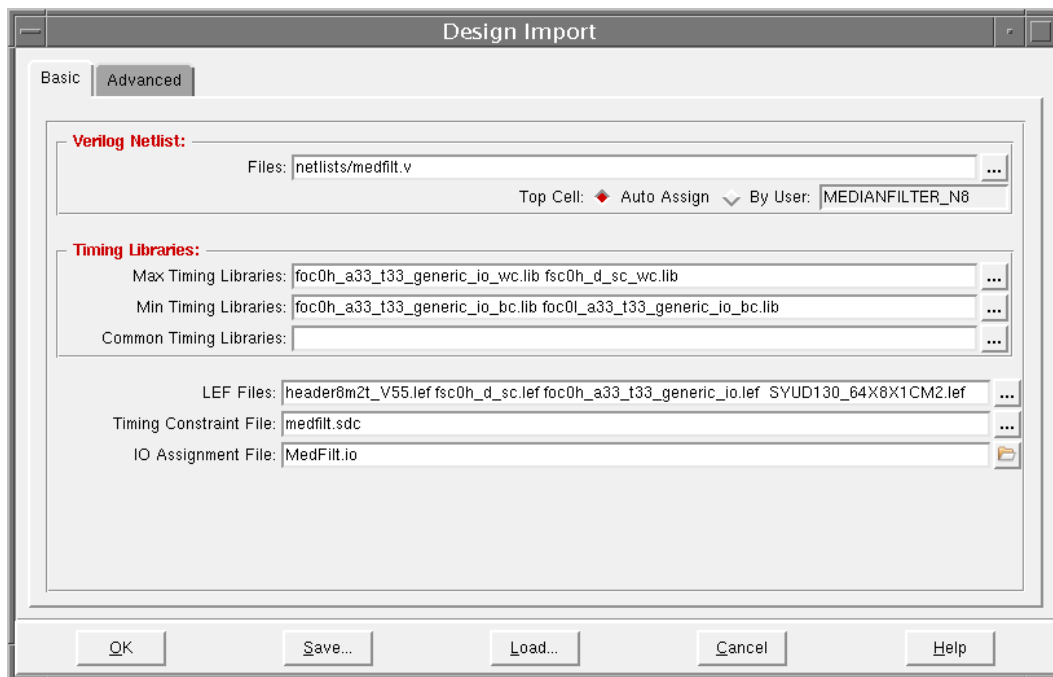 Design Import
Basic Advanced
Verilog Netlist:
Files: netlists/medfilt.v ...
Top Cell: Auto Assign By User: MEDIANFILTER_N8
Timing Libraries:
Max Timing Libraries: foc0h_a33_t33_generic_io_wc.lib fsc0h_d_sc_wc.lib ...
Min Timing Libraries: foc0h_a33_t33_generic_io_bc.lib foc0l_a33_t33_generic_io_bc.lib ...
Common Timing Libraries: ...
LEF Files: header8m2t_V55.lef fsc0h_d_sc.lef foc0h_a33_t33_generic_io.lef SYUD130_64X8X1CM2.lef ...
Timing Constraint File: medfilt.sdc ...
IO Assignment File: MedFilt.io
OK Save... Load... Cancel Help